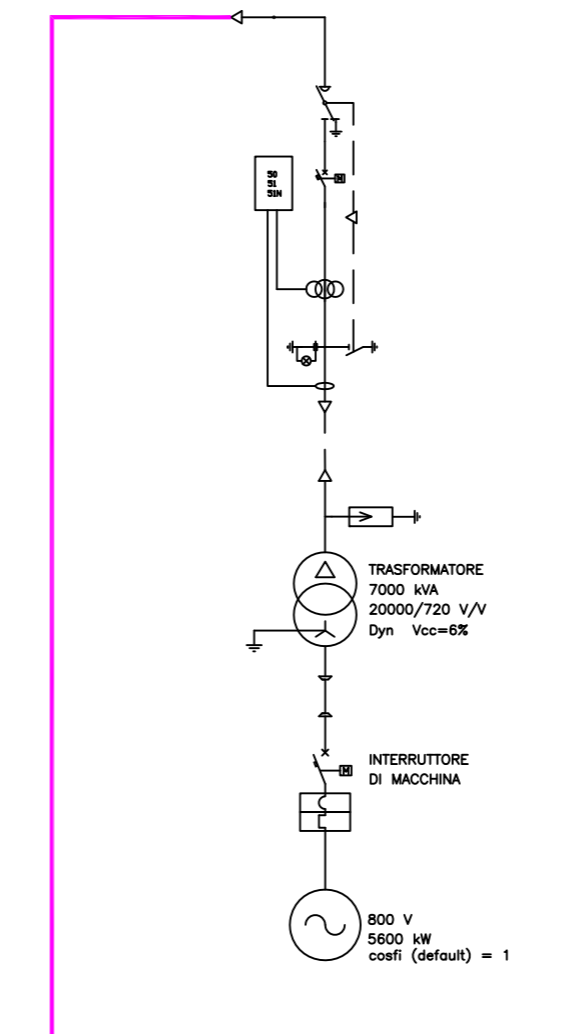 50
51
51N
M
TRASFORMATORE
7000 kVA
20000/720 V/V
Dyn Vcc=6%
INTERRUTTORE
DI MACCHINA
M
800 V
5600 kW
cosfi (default) = 1